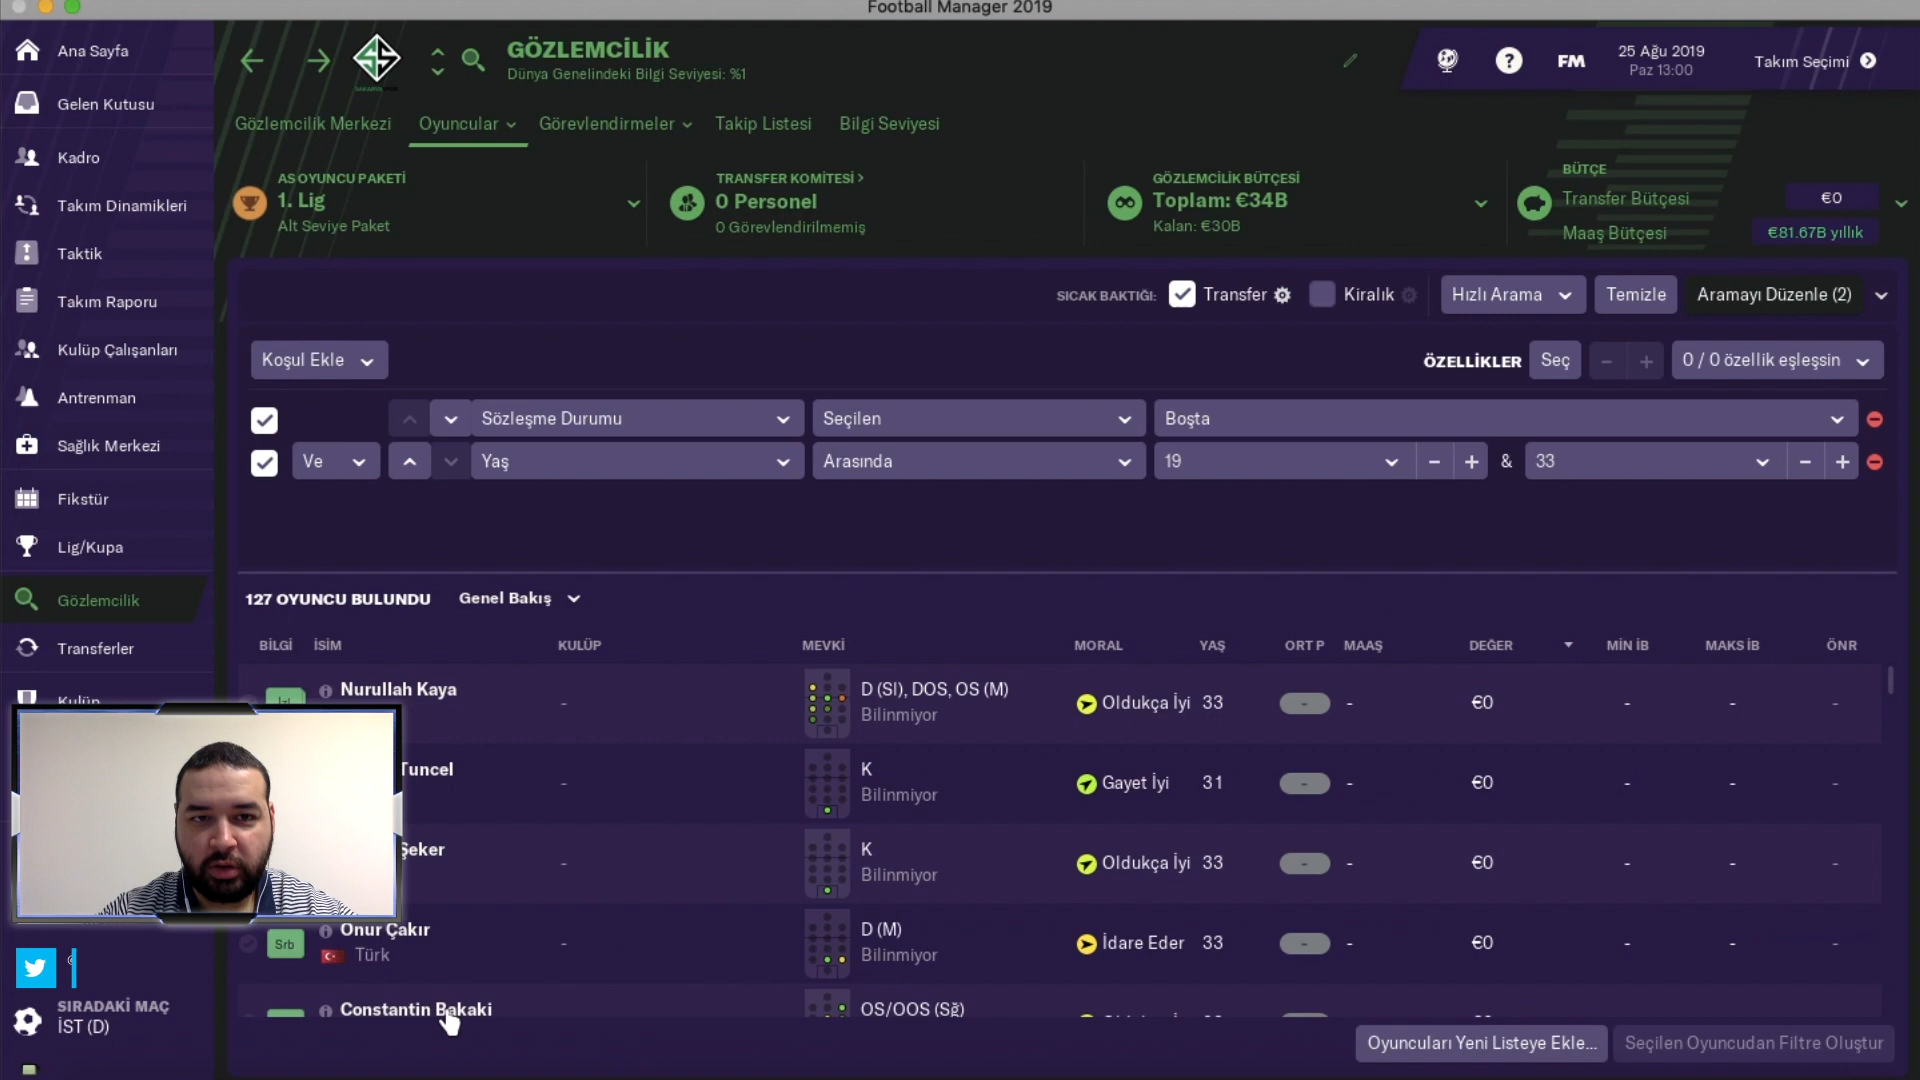 Football Manager 2019
Ana Sayfa
Gelen Kutusu
Kadro
Takım Dinamikleri
Taktik
Takım Raporu
Kulüp Çalışanları
Antrenman
Sağlık Merkezi
Fikstür
Lig/Kupa
Gözlemcilik
Transferler
Kulüp
SIRADAKİ MAÇ
İST (D)
GÖZLEMCİLİK
Dünya Genelindeki Bilgi Seviyesi: %1
FM
25 Ağu 2019
Paz 13:00
Takım Seçimi
Gözlemcilik Merkezi Oyuncular Görevlendirmeler Takip Listesi Bilgi Seviyesi
AS OYUNCU PAKETİ
1. Lig
Alt Seviye Paket
TRANSFER KOMİTESİ >
0 Personel
0 Görevlendirilmemiş
GÖZLEMCİLİK BÜTÇESİ
Toplam: €34B
Kalan: €30B
BÜTÇE
Transfer Bütçesi €0
Maaş Bütçesi €81.67B yıllık
SICAK BAKTIĞI: Transfer Kiralık Hızlı Arama Temizle Aramayı Düzenle (2)
Koşul Ekle ÖZELLİKLER Seç - + 0 / 0 özellik eşleşsin
Sözleşme Durumu Seçilen Boşta
Ve Yaş Arasında 19 - + & 33 - +
127 OYUNCU BULUNDU Genel Bakış
BİLGİ İSİM KULÜP MEVKİ MORAL YAŞ ORT P MAAŞ DEĞER MİN İB MAKS İB ÖNR
Nurullah Kaya - D (Sl), DOS, OS (M) Bilinmiyor Oldukça İyi 33 - - €0 - - -
Tuncel - K Bilinmiyor Gayet İyi 31 - - €0 - - -
Şeker - K Bilinmiyor Oldukça İyi 33 - - €0 - - -
Srb Onur Çakır Türk - D (M) Bilinmiyor İdare Eder 33 - - €0 - - -
Constantin Bakaki OS/OOS (Sğ)
Oyuncuları Yeni Listeye Ekle... Seçilen Oyuncudan Filtre Oluştur